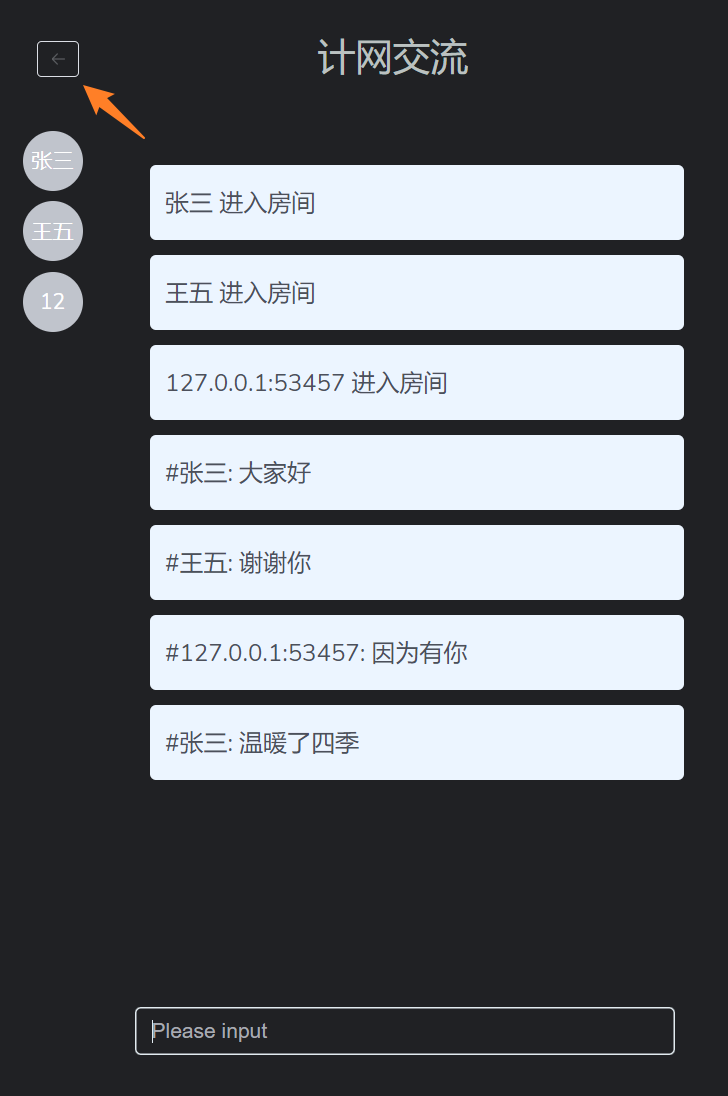 计网交流
张三
王五
12
张三 进入房间
王五 进入房间
127.0.0.1:53457 进入房间
#张三: 大家好
#王五: 谢谢你
#127.0.0.1:53457: 因为有你
#张三: 温暖了四季
Please input